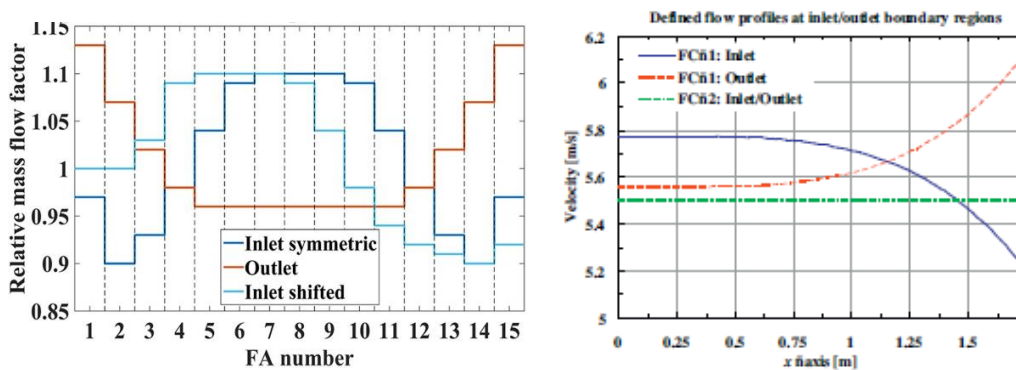 1.15
1.1
1.05
1
0.95
0.9
0.85
Relative mass flow factor
Inlet symmetric
Outlet
Inlet shifted
1 2 3 4 5 6 7 8 9 10 11 12 13 14 15
FA number
Defined flow profiles at inlet/outlet boundary regions
6.2
6
5.8
5.6
5.4
5.2
5
Velocity [m/s]
FCñ1: Inlet
FCñ1: Outlet
FCñ2: Inlet/Outlet
0 0.25 0.5 0.75 1 1.25 1.5
x ñaxis [m]